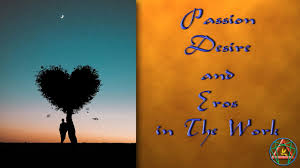 Passion
Desire
and
Eros
in The Work